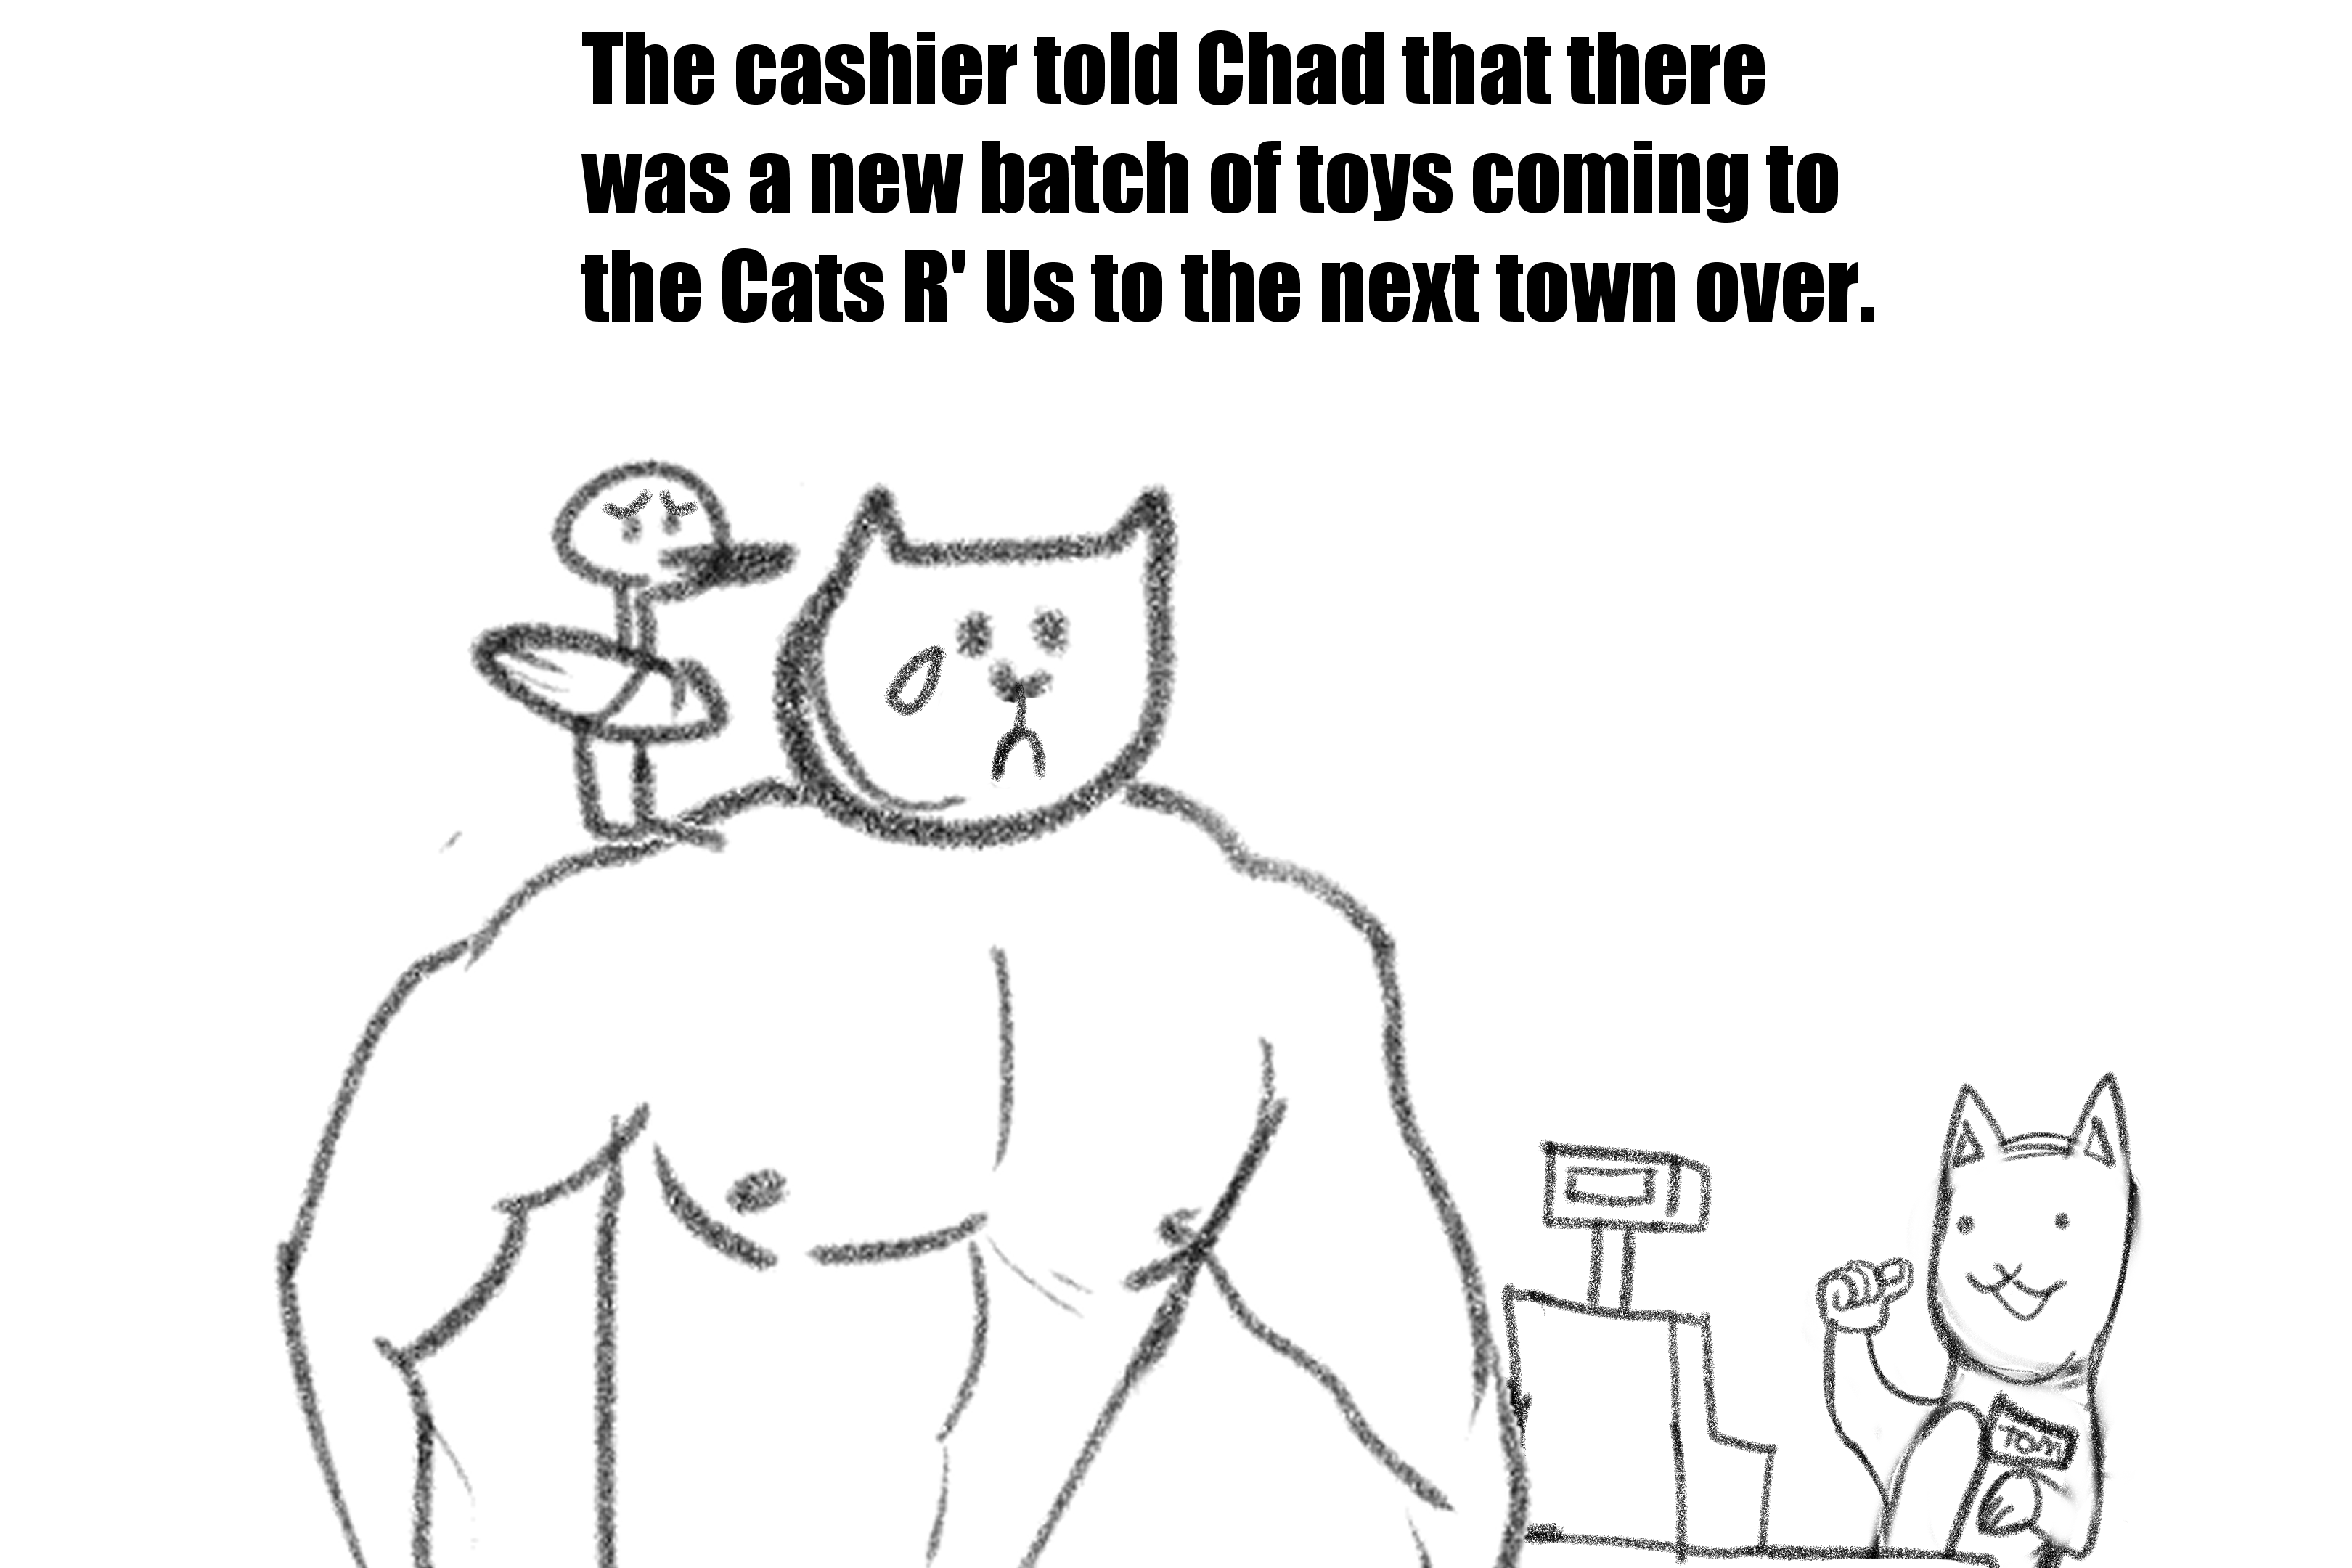 The cashier told Chad that there
was a new batch of toys coming to
the Cats R' Us to the next town over.
TOM